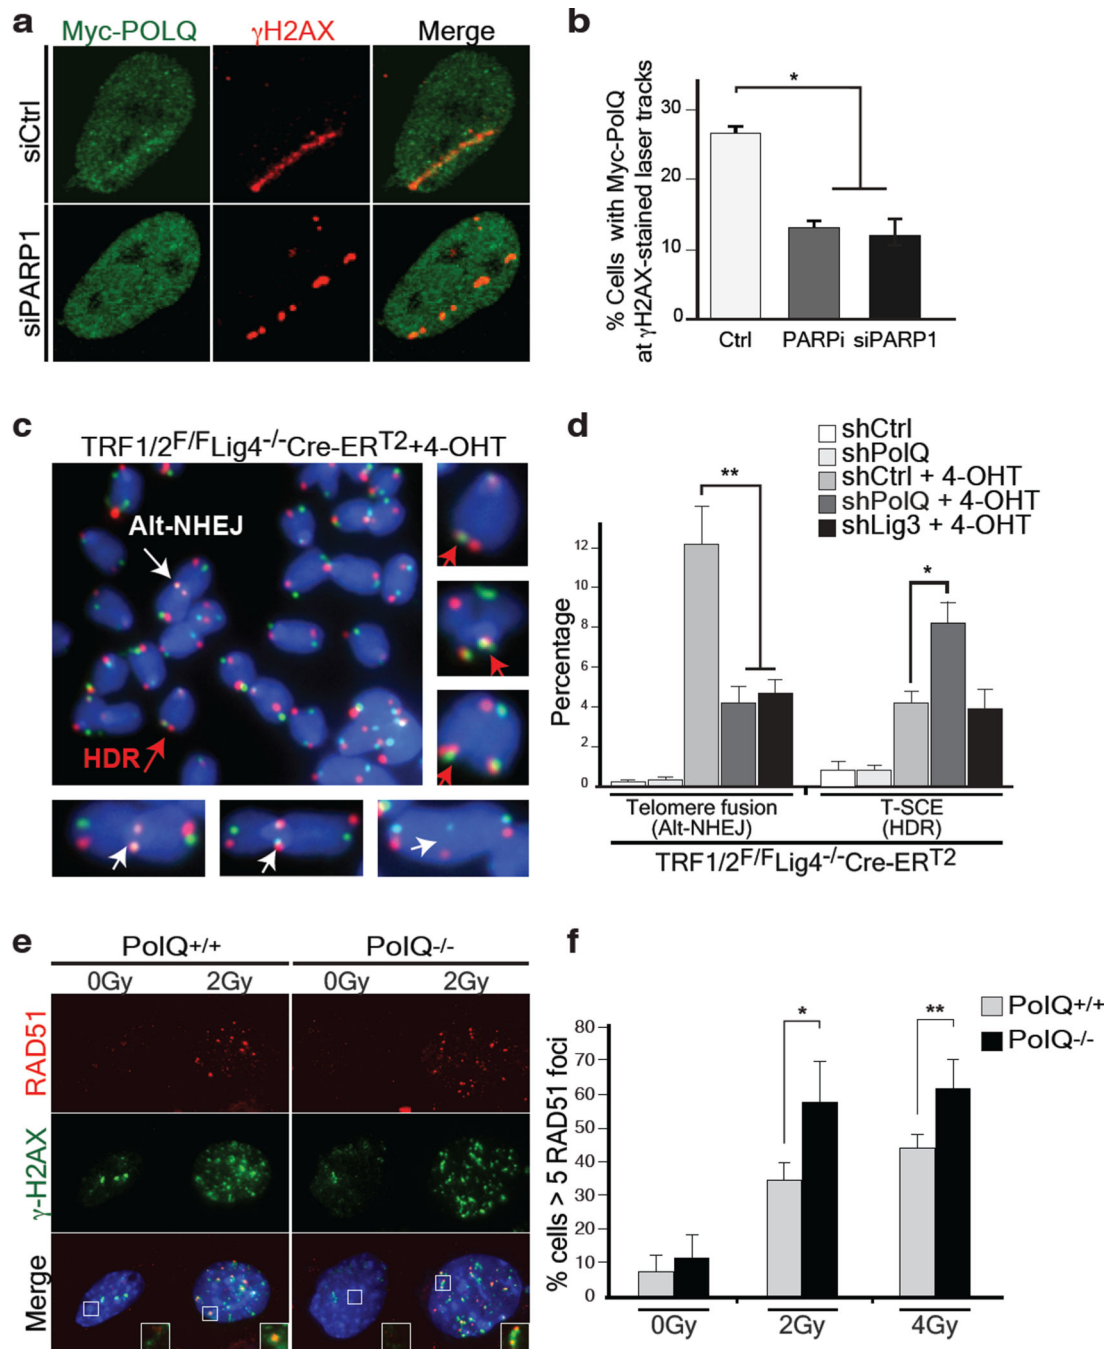 a
Myc-POLQ
γH2AX
Merge
siCtrl
siPARP1
b
% Cells with Myc-PolQ
at γH2AX-stained laser tracks
*
30
20
10
0
Ctrl
PARPi
siPARP1
c
TRF1/2F/FLig4-/-Cre-ERT2+4-OHT
Alt-NHEJ
HDR
d
shCtrl
shPolQ
shCtrl + 4-OHT
shPolQ + 4-OHT
shLig3 + 4-OHT
Percentage
12
10
8
6
4
2
0
**
*
Telomere fusion
(Alt-NHEJ)
T-SCE
(HDR)
TRF1/2F/FLig4-/-Cre-ERT2
e
PolQ+/+
PolQ-/-
0Gy
2Gy
0Gy
2Gy
RAD51
γ-H2AX
Merge
f
% cells > 5 RAD51 foci
80
70
60
50
40
30
20
10
0
*
**
PolQ+/+
PolQ-/-
0Gy
2Gy
4Gy